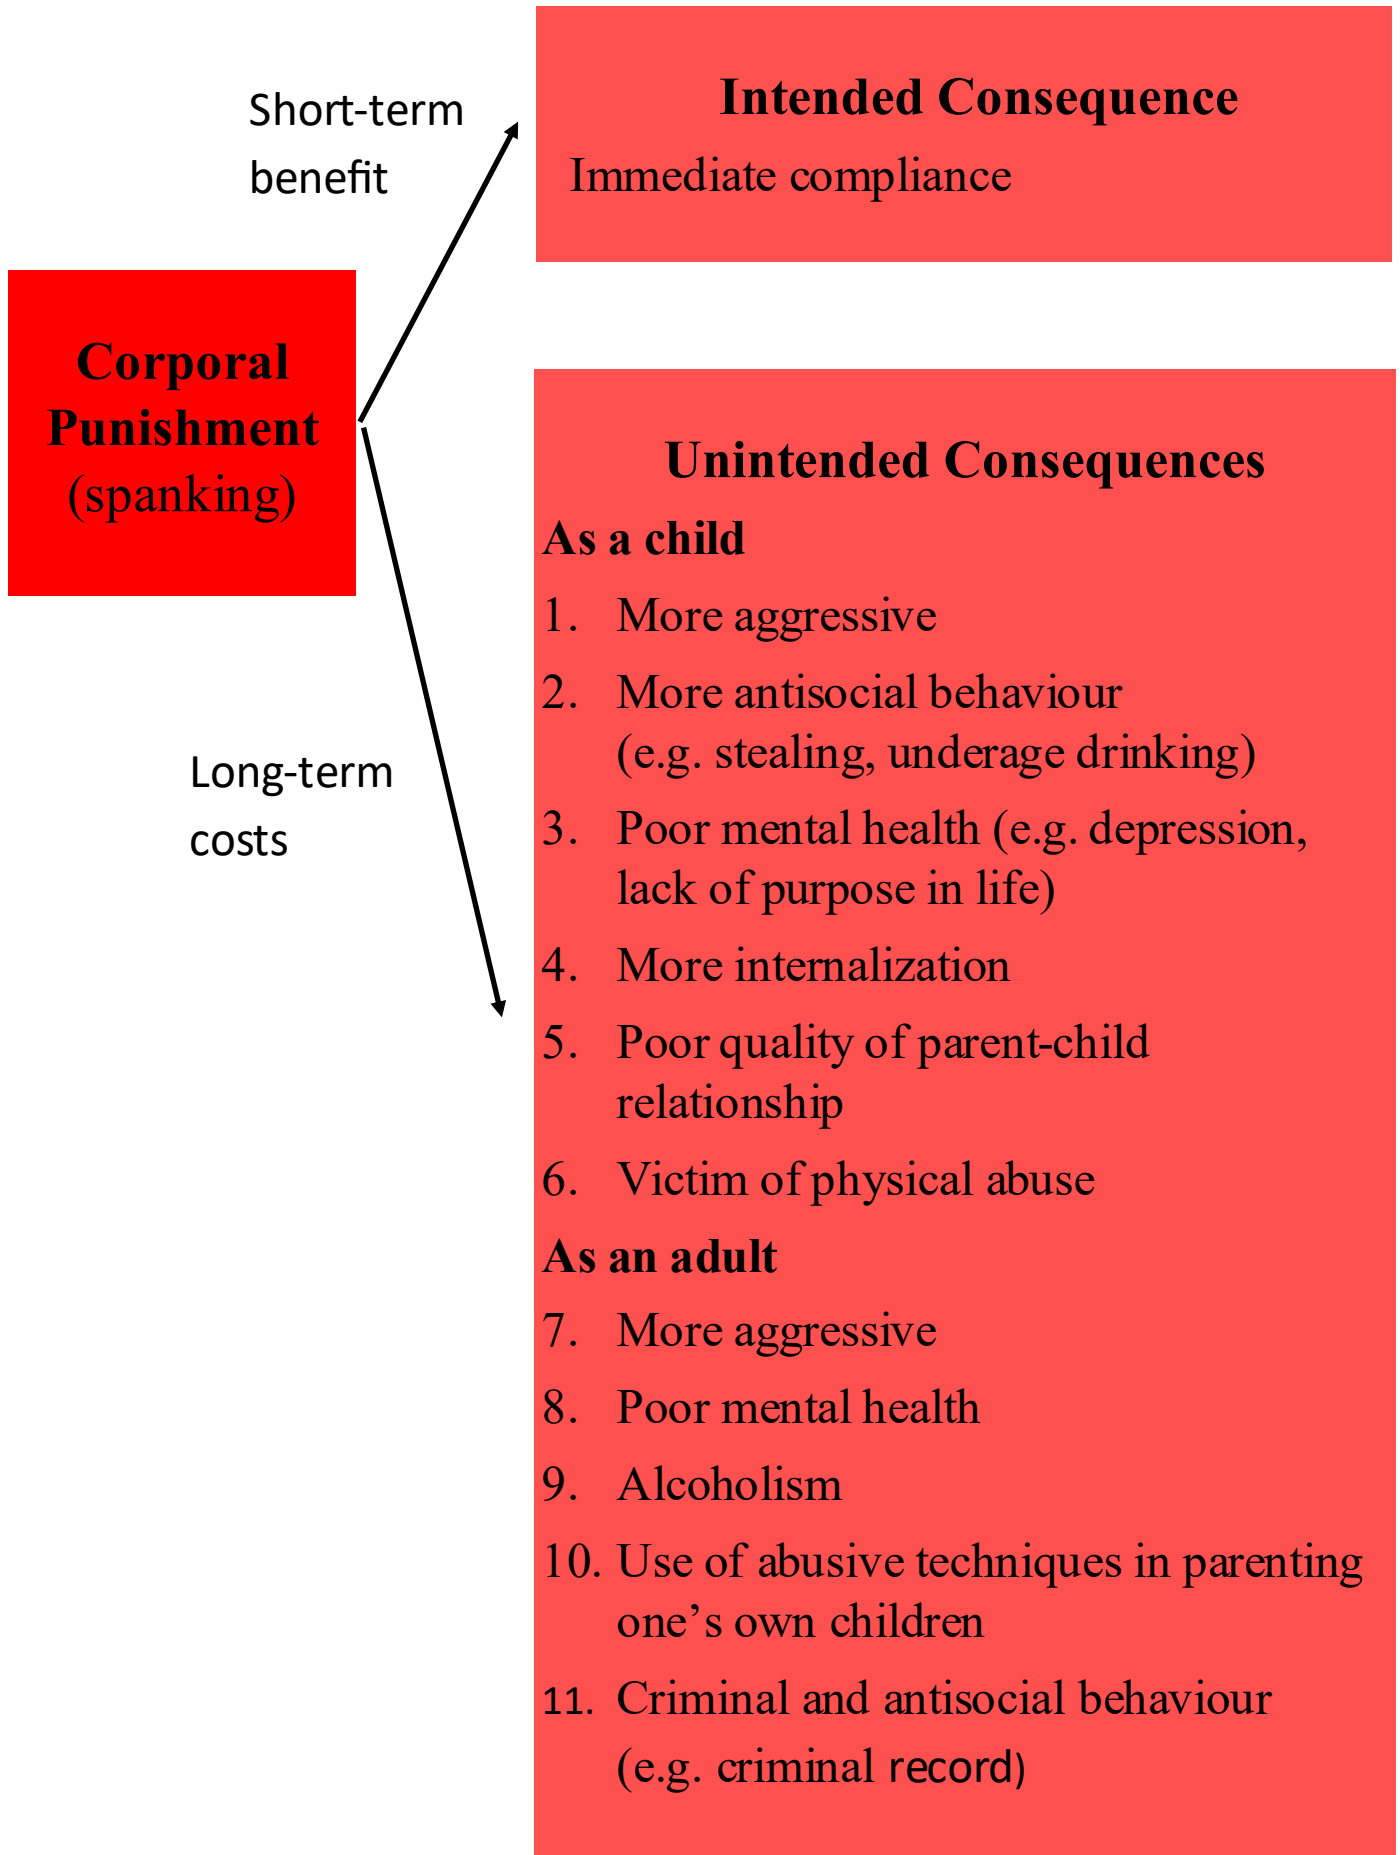 Short-term
benefit
Intended Consequence
Immediate compliance
Corporal
Punishment
(spanking)
Long-term
costs
Unintended Consequences
As a child
1. More aggressive
2. More antisocial behaviour
(e.g. stealing, underage drinking)
3. Poor mental health (e.g. depression,
lack of purpose in life)
4. More internalization
5. Poor quality of parent-child
relationship
6. Victim of physical abuse
As an adult
7. More aggressive
8. Poor mental health
9. Alcoholism
10. Use of abusive techniques in parenting
one’s own children
11. Criminal and antisocial behaviour
(e.g. criminal record)